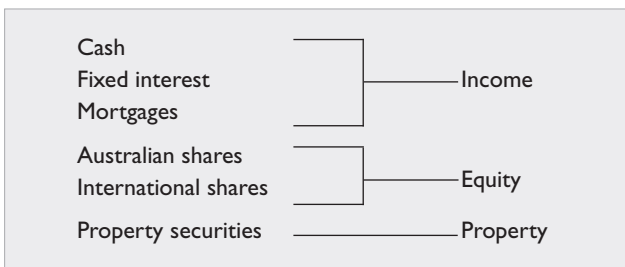 Cash
Fixed interest Income
Mortgages
Australian shares
International shares Equity
Property securities Property